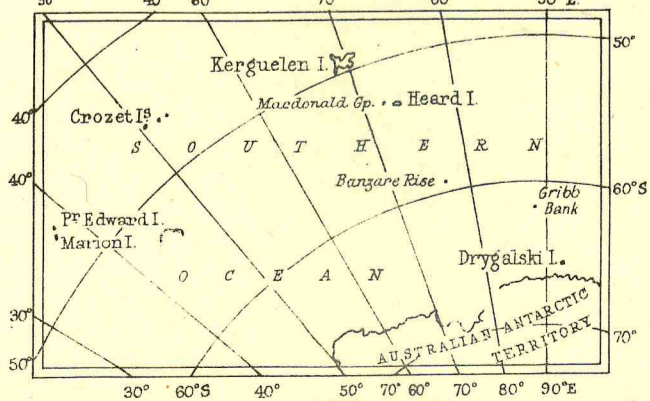 40° 60° 70° 80° 90° E.
50°
Kerguelen I.
Macdonald Gp. Heard I.
Crozet Is
40°
S O U T H E R N
40°
Banzare Rise
60°S
Gribb
Bank
Pr Edward I.
Marion I.
Drygalski I.
O C E A N
30°
AUSTRALIAN ANTARCTIC
TERRITORY
70°
50°
30° 60°S 40° 50° 70° 60° 70° 80° 90°E